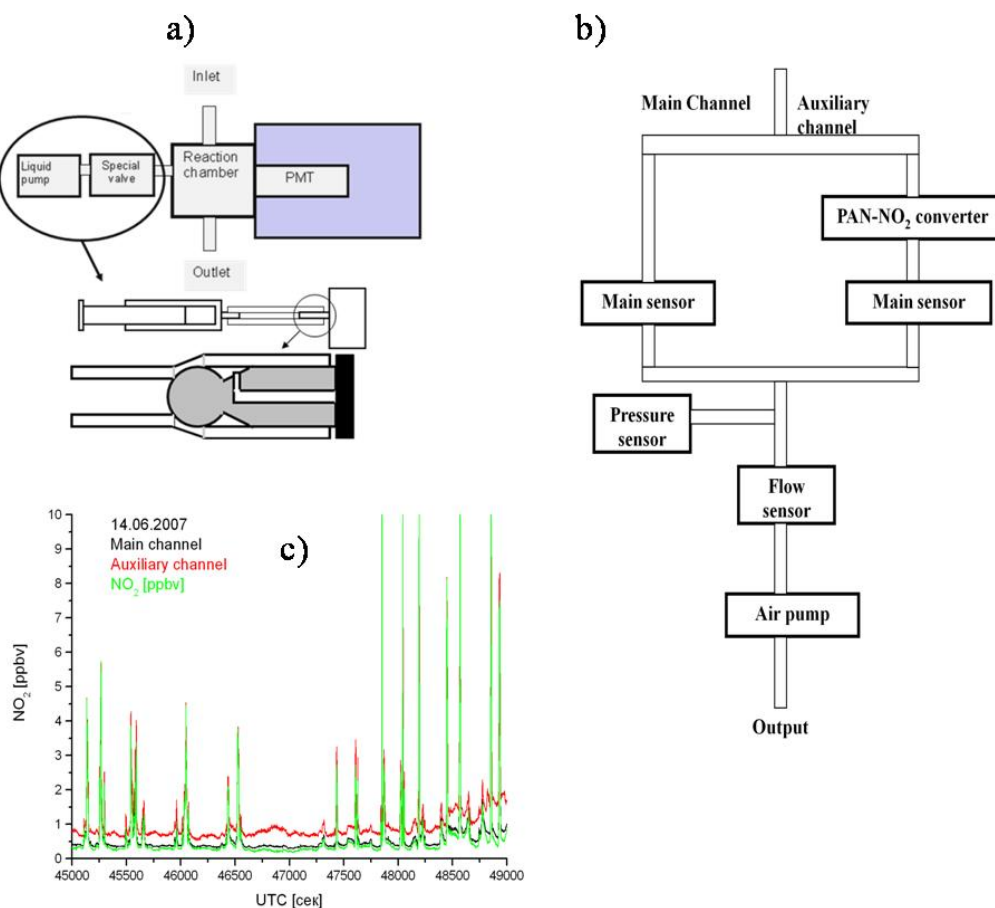 a)
Inlet
Liquid
pump
Special
valve
Reaction
chamber
PMT
Outlet
b)
Main Channel
Auxiliary
channel
PAN-NO₂ converter
Main sensor
Main sensor
Pressure
sensor
Flow
sensor
Air pump
Output
c)
14.06.2007
Main channel
Auxiliary channel
NO₂ [ppbv]
NO₂ [ppbv]
10
9
8
7
6
5
4
3
2
1
0
45000 45500 46000 46500 47000 47500 48000 48500 49000
UTC [сек]